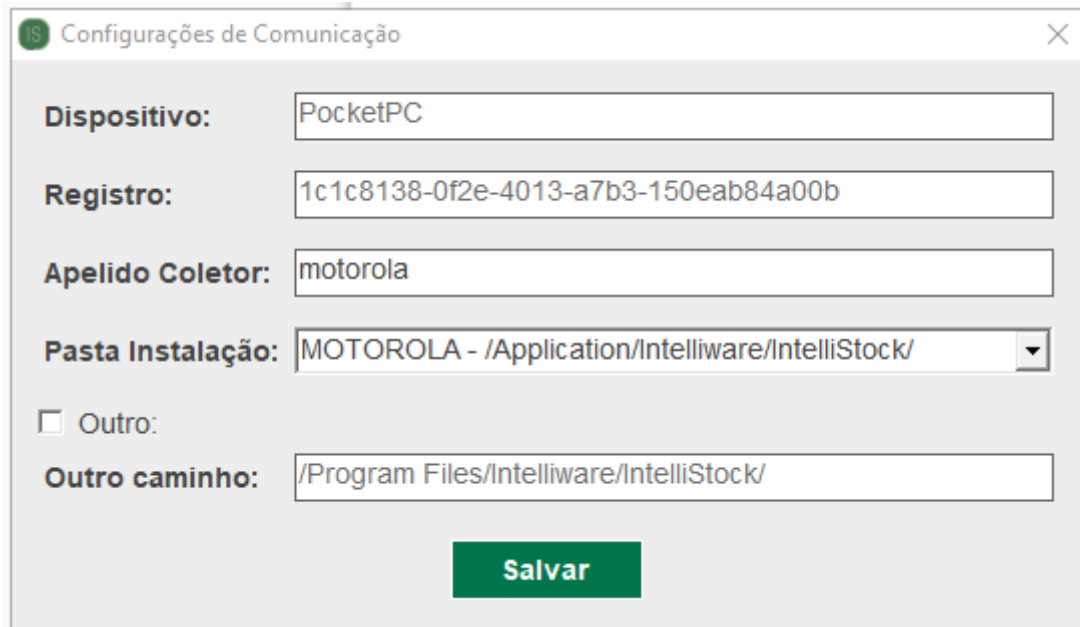 IS Configurações de Comunicação
Dispositivo: PocketPC
Registro: 1c1c8138-0f2e-4013-a7b3-150eab84a00b
Apelido Coletor: motorola
Pasta Instalação: MOTOROLA - /Application/Intelliware/IntelliStock/
Outro:
Outro caminho: /Program Files/Intelliware/IntelliStock/
Salvar